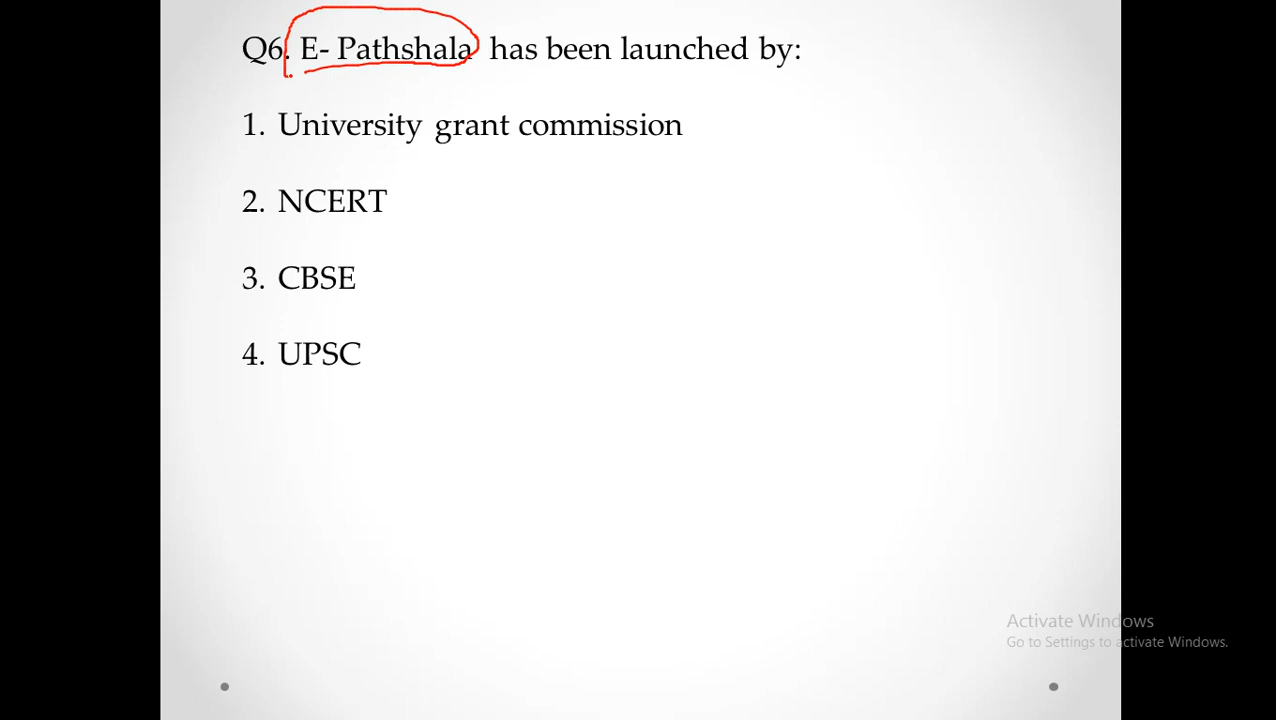 Q6. E- Pathshala has been launched by:
1. University grant commission
2. NCERT
3. CBSE
4. UPSC
Activate Windows
Go to Settings to activate Windows.